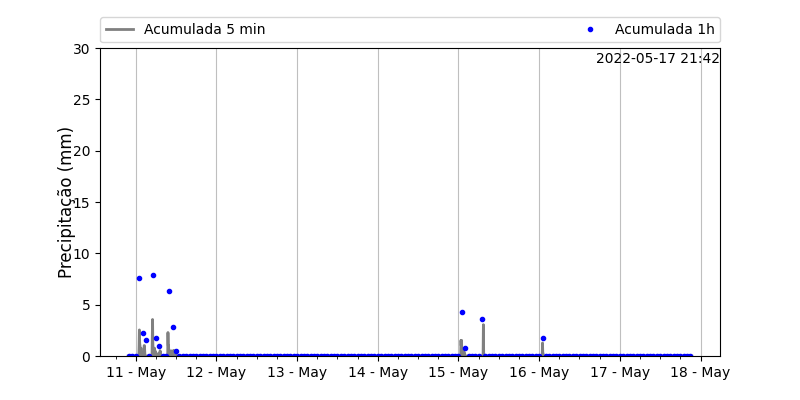 Acumulada 5 min
Acumulada 1h
2022-05-17 21:42
Precipitação (mm)
30
25
20
15
10
5
0
11 - May
12 - May
13 - May
14 - May
15 - May
16 - May
17 - May
18 - May